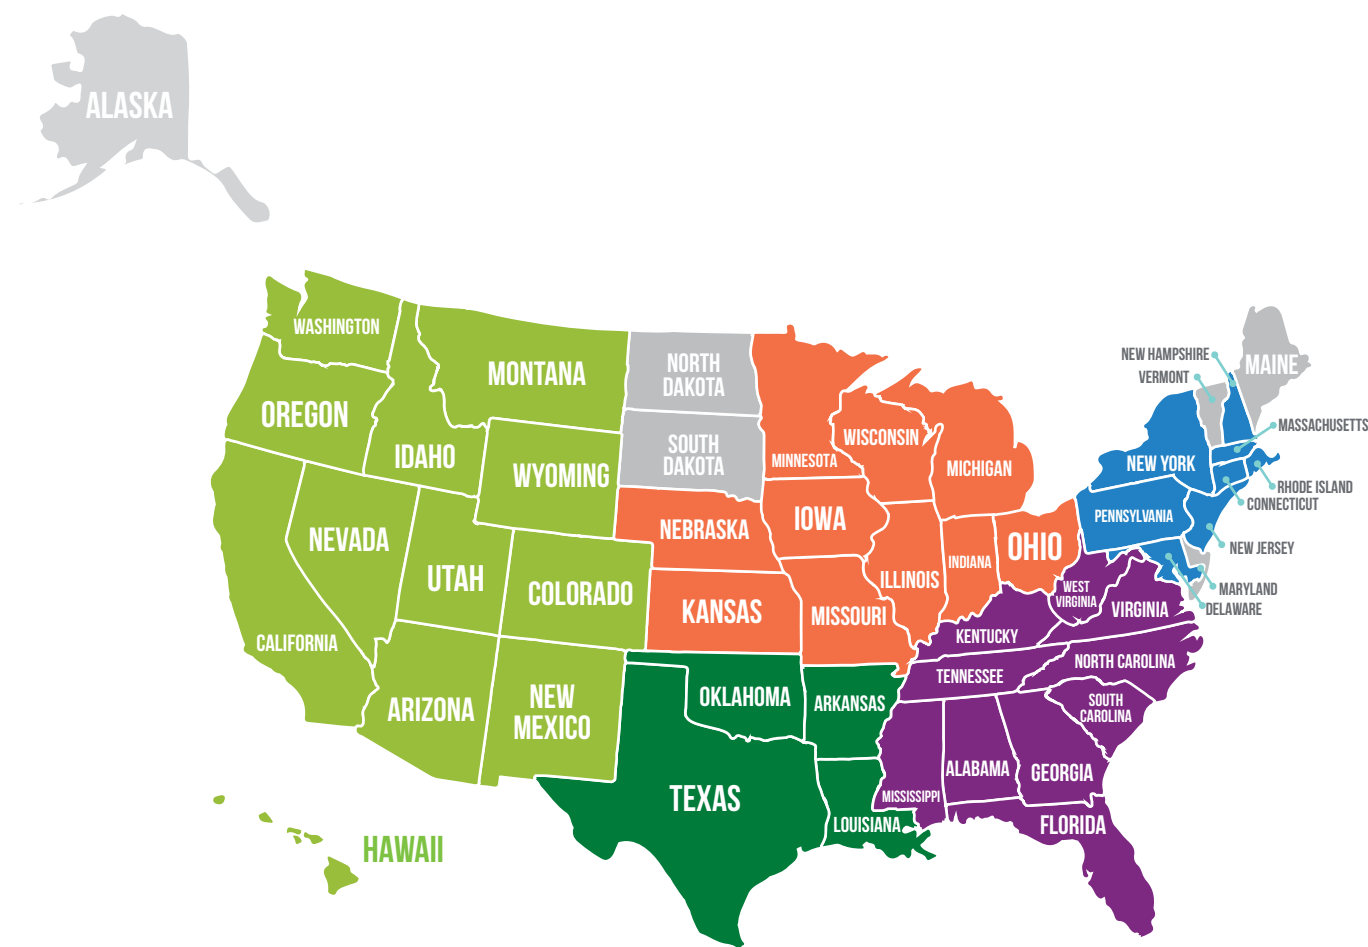 ALASKA
WASHINGTON
MONTANA
NORTH
DAKOTA
NEW HAMPSHIRE
VERMONT
MAINE
OREGON
IDAHO
WYOMING
SOUTH
DAKOTA
MINNESOTA
WISCONSIN
MICHIGAN
NEW YORK
MASSACHUSETTS
RHODE ISLAND
CONNECTICUT
NEVADA
NEBRASKA
IOWA
PENNSYLVANIA
NEW JERSEY
UTAH
COLORADO
ILLINOIS
INDIANA
OHIO
MARYLAND
DELAWARE
CALIFORNIA
KANSAS
MISSOURI
WEST
VIRGINIA
VIRGINIA
KENTUCKY
ARIZONA
NEW
MEXICO
OKLAHOMA
ARKANSAS
TENNESSEE
NORTH CAROLINA
SOUTH
CAROLINA
TEXAS
LOUISIANA
MISSISSIPPI
ALABAMA
GEORGIA
FLORIDA
HAWAII